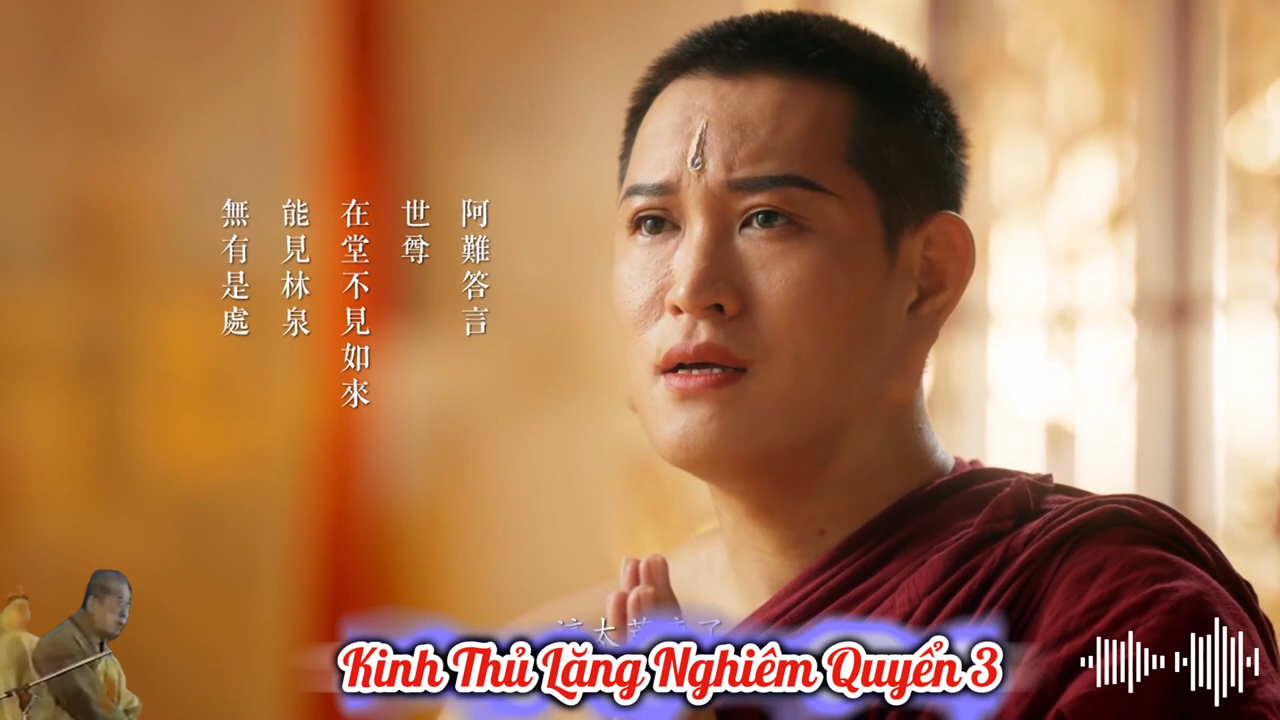 阿難答言
世尊
在堂不見如來
能見林泉
無有是處
Kinh Thủ Lăng Nghiêm Quyển 3